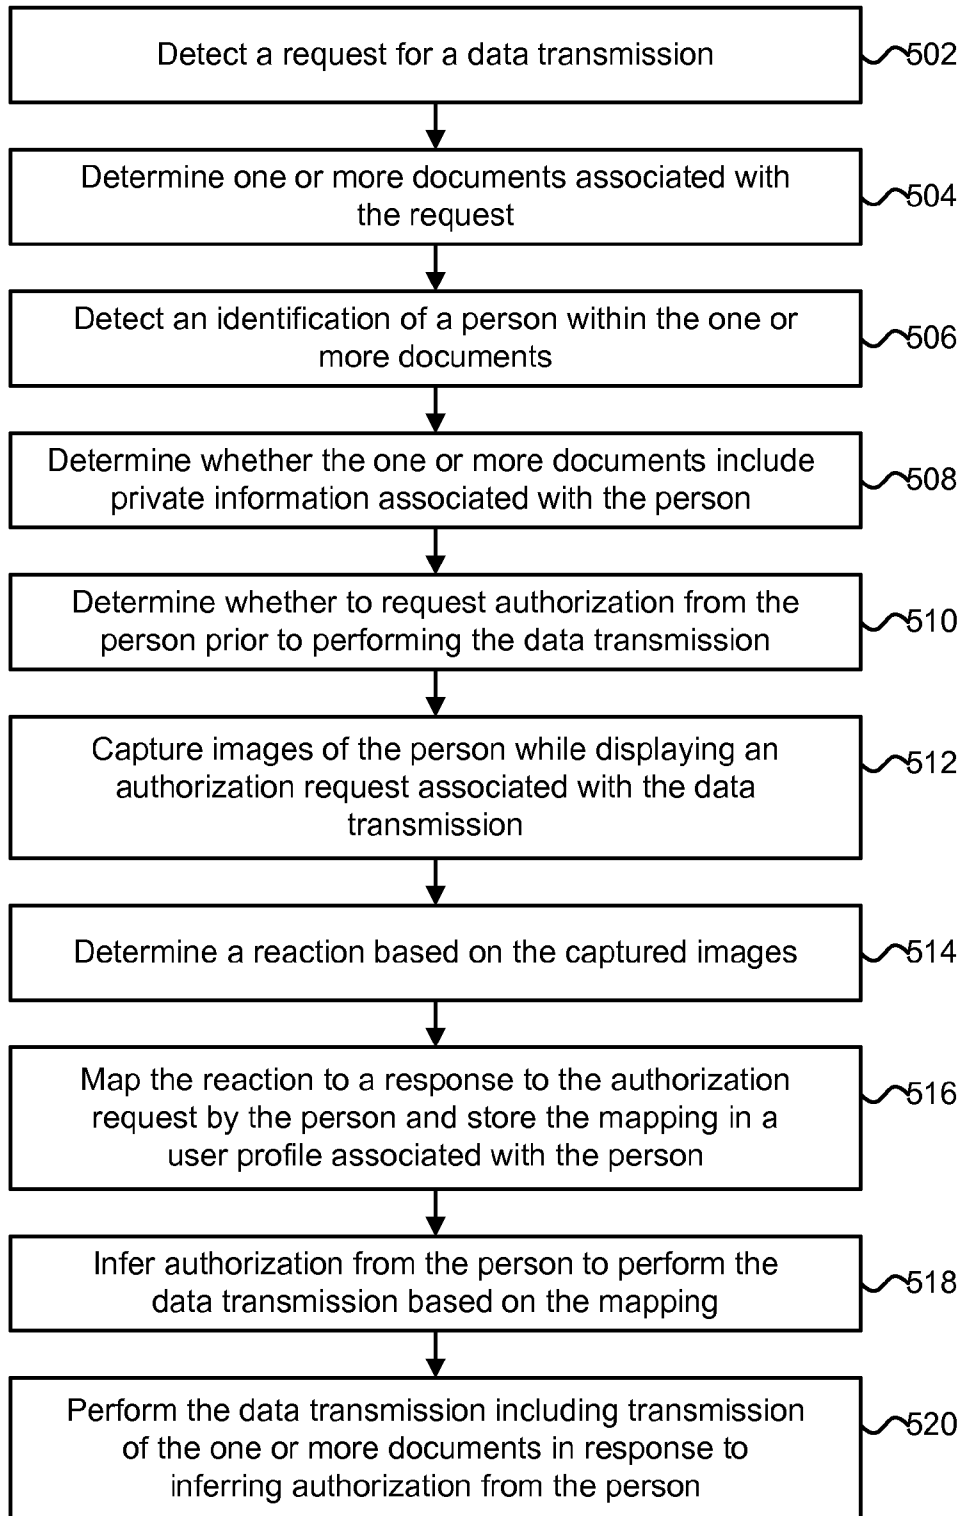 Detect a request for a data transmission
502
Determine one or more documents associated with
the request
504
Detect an identification of a person within the one or
more documents
506
Determine whether the one or more documents include
private information associated with the person
508
Determine whether to request authorization from the
person prior to performing the data transmission
510
Capture images of the person while displaying an
authorization request associated with the data
transmission
512
Determine a reaction based on the captured images
514
Map the reaction to a response to the authorization
request by the person and store the mapping in a
user profile associated with the person
516
Infer authorization from the person to perform the
data transmission based on the mapping
518
Perform the data transmission including transmission
of the one or more documents in response to
inferring authorization from the person
520